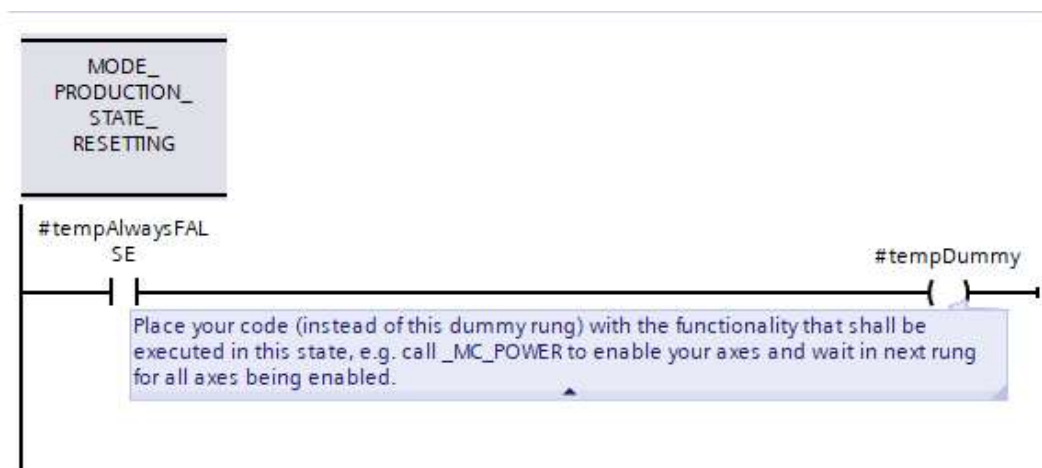 MODE_
PRODUCTION_
STATE_
RESETTING
#tempAlwaysFAL
SE
#tempDummy
Place your code (instead of this dummy rung) with the functionality that shall be
executed in this state, e.g. call _MC_POWER to enable your axes and wait in next rung
for all axes being enabled.